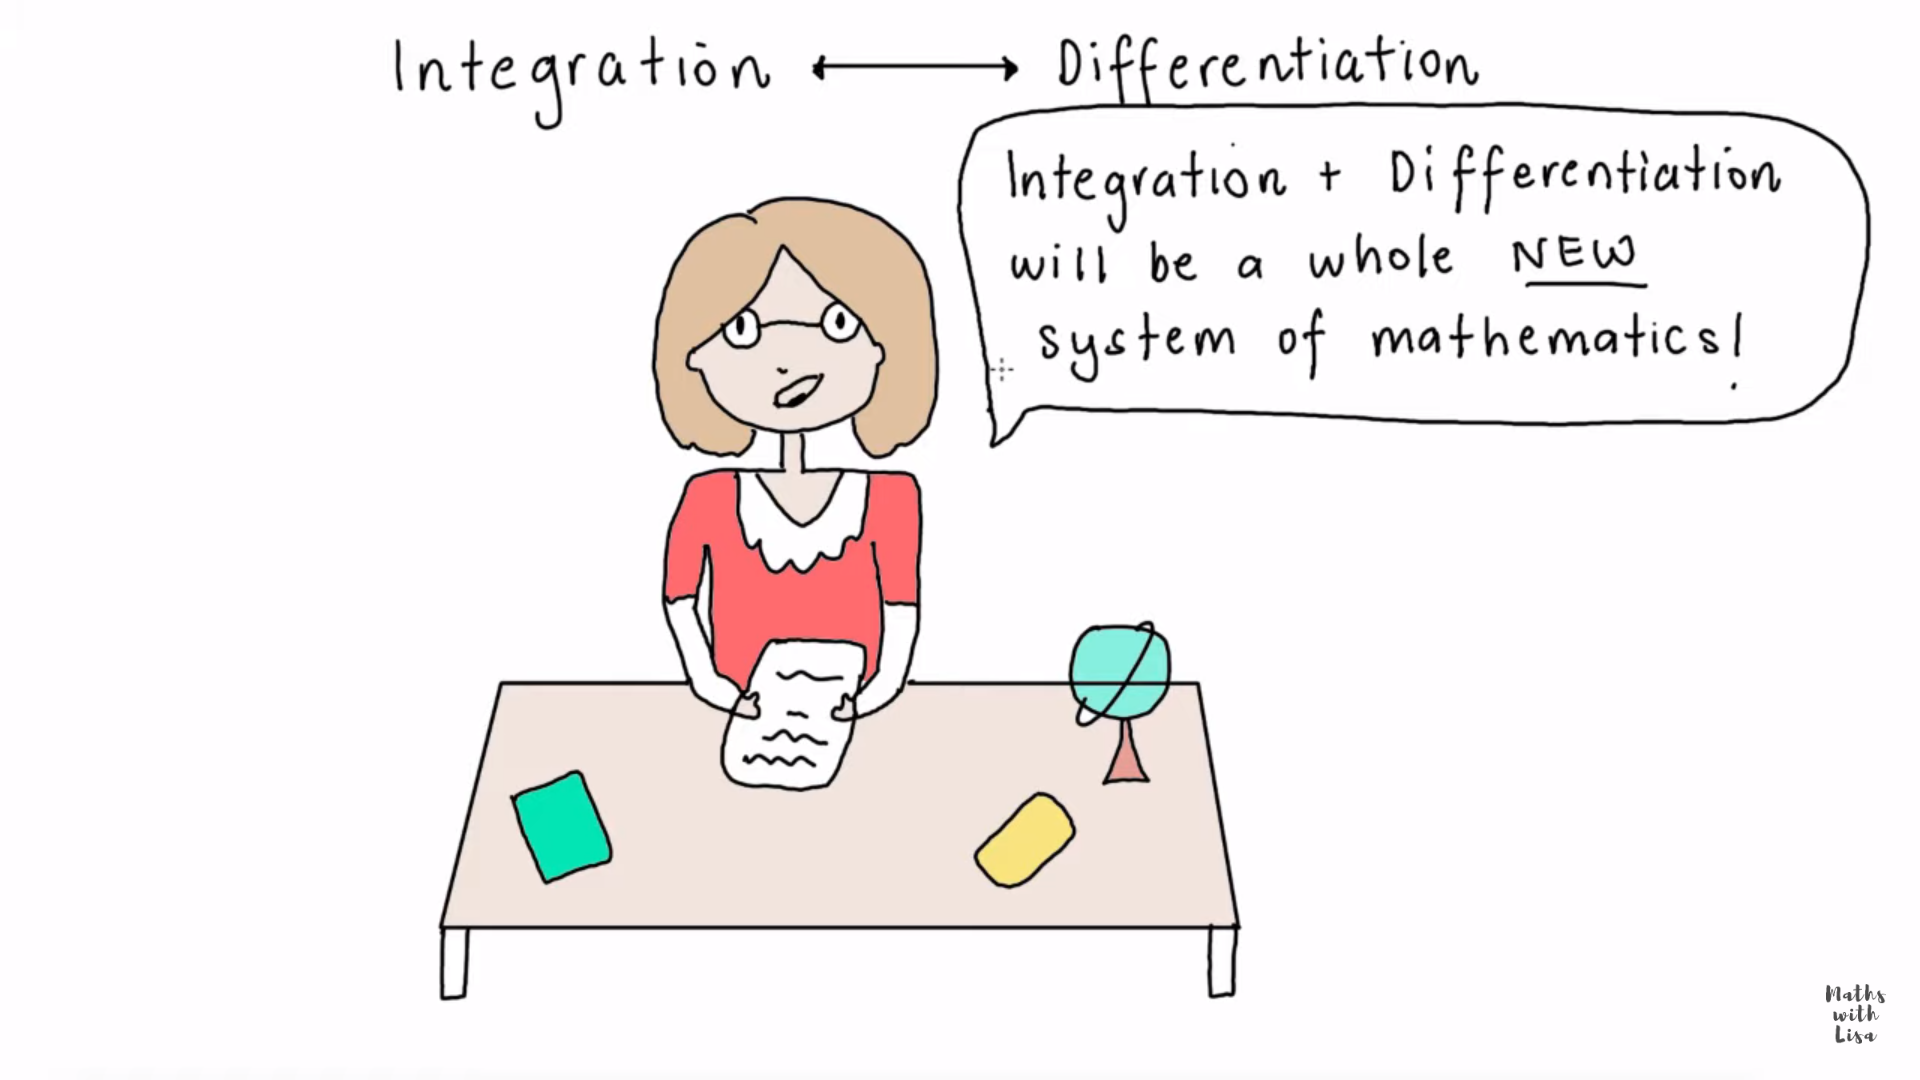 Integration ⟷ Differentiation
Integration + Differentiation
will be a whole NEW
system of mathematics!
Maths
with
Lisa